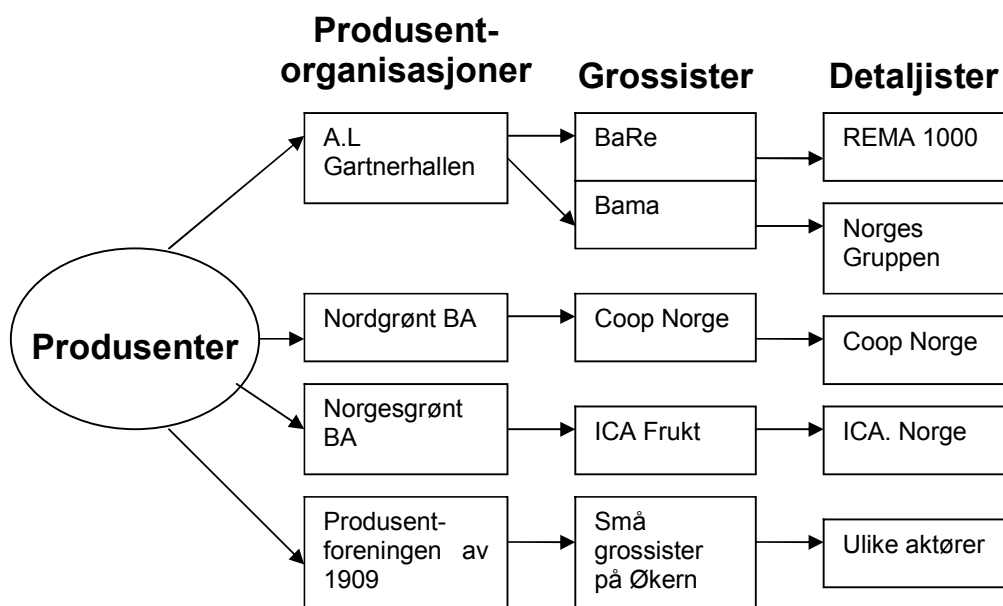 Produsent-
organisasjoner
Grossister
Detaljister
A.L
Gartnerhallen
BaRe
REMA 1000
Bama
Norges
Gruppen
Produsenter
Nordgrønt BA
Coop Norge
Coop Norge
Norgesgrønt
BA
ICA Frukt
ICA. Norge
Produsent-
foreningen av
1909
Små
grossister
på Økern
Ulike aktører